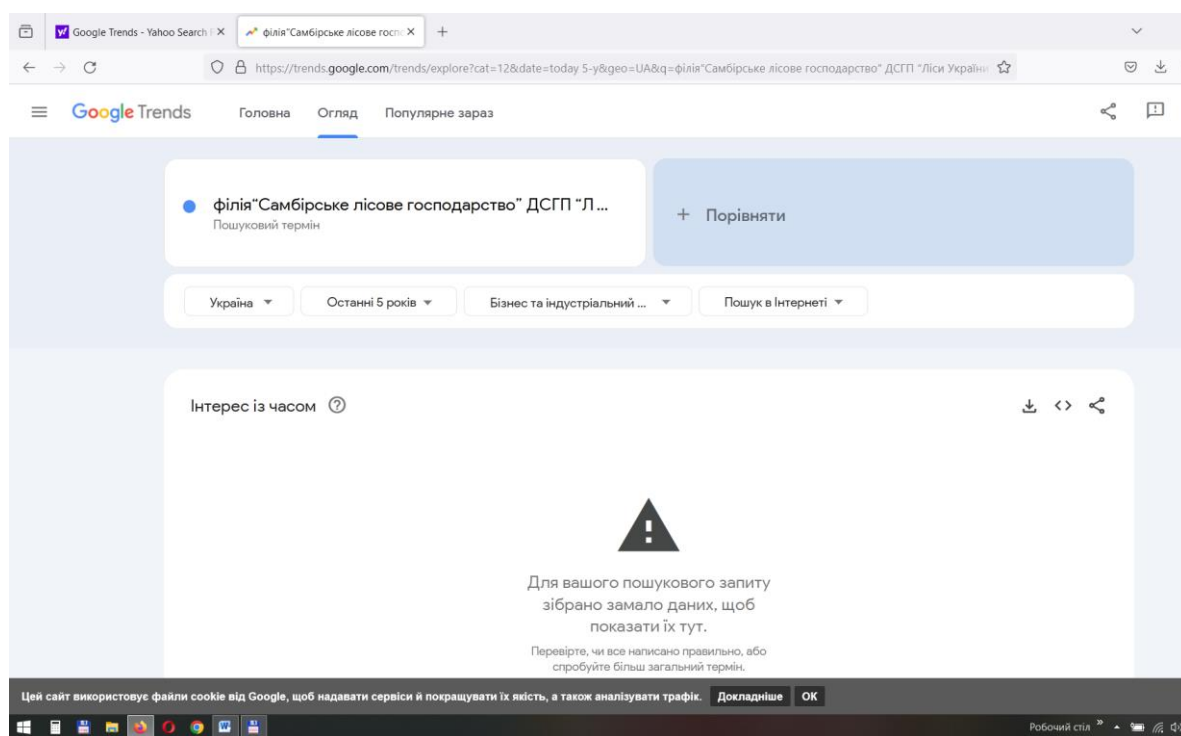 Google Trends - Yahoo Search
філія"Самбірське лісове госпо
https://trends.google.com/trends/explore?cat=12&date=today 5-y&geo=UA&q=філія"Самбірське лісове господарство" ДСГП "Ліси України
Google Trends
Головна
Огляд
Популярне зараз
філія"Самбірське лісове господарство" ДСГП "Л ...
Пошуковий термін
+ Порівняти
Україна
Останні 5 років
Бізнес та індустріальний ...
Пошук в Інтернеті
Інтерес із часом
Для вашого пошукового запиту
зібрано замало даних, щоб
показати їх тут.
Перевірте, чи все написано правильно, або
спробуйте більш загальний термін.
Цей сайт використовує файли cookie від Google, щоб надавати сервіси й покращувати їх якість, а також аналізувати трафік. Докладніше OK
Робочий стіл